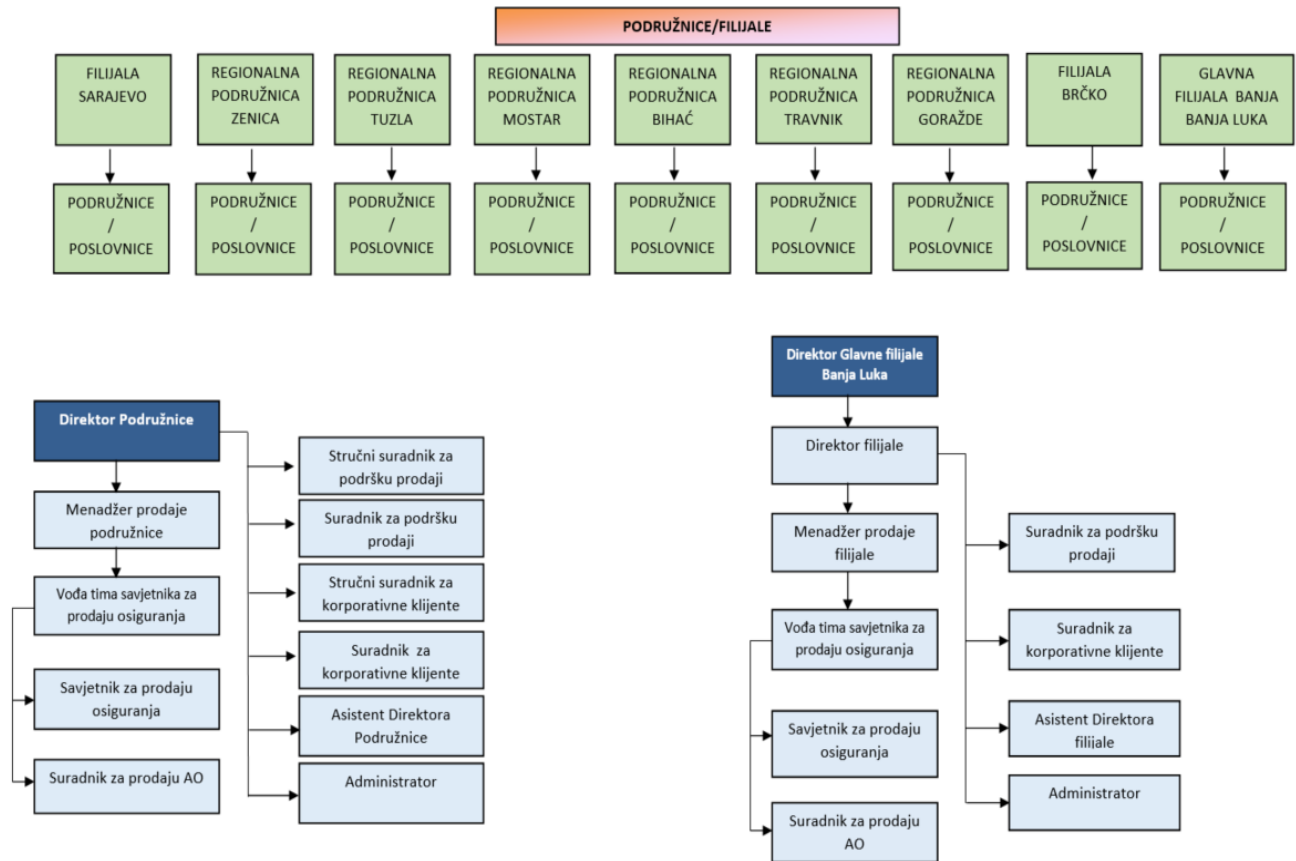 PODRUŽNICE/FILIJALE
FILIJALA
SARAJEVO
REGIONALNA
PODRUŽNICA
ZENICA
REGIONALNA
PODRUŽNICA
TUZLA
REGIONALNA
PODRUŽNICA
MOSTAR
REGIONALNA
PODRUŽNICA
BIHAĆ
REGIONALNA
PODRUŽNICA
TRAVNIK
REGIONALNA
PODRUŽNICA
GORAŽDE
FILIJALA
BRČKO
GLAVNA
FILIJALA BANJA
BANJA LUKA
PODRUŽNICE
/
POSLOVNICE
PODRUŽNICE
/
POSLOVNICE
PODRUŽNICE
/
POSLOVNICE
PODRUŽNICE
/
POSLOVNICE
PODRUŽNICE
/
POSLOVNICE
PODRUŽNICE
/
POSLOVNICE
PODRUŽNICE
/
POSLOVNICE
PODRUŽNICE
/
POSLOVNICE
PODRUŽNICE
/
POSLOVNICE
Direktor Podružnice
Menadžer prodaje
podružnice
Vođa tima savjetnika za
prodaju osiguranja
Savjetnik za prodaju
osiguranja
Suradnik za prodaju AO
Stručni suradnik za
podršku prodaji
Suradnik za podršku
prodaji
Stručni suradnik za
korporativne klijente
Suradnik za
korporativne klijente
Asistent Direktora
Podružnice
Administrator
Direktor Glavne filijale
Banja Luka
Direktor filijale
Menadžer prodaje
filijale
Vođa tima savjetnika za
prodaju osiguranja
Savjetnik za prodaju
osiguranja
Suradnik za prodaju
AO
Suradnik za podršku
prodaji
Suradnik za
korporativne klijente
Asistent Direktora
filijale
Administrator